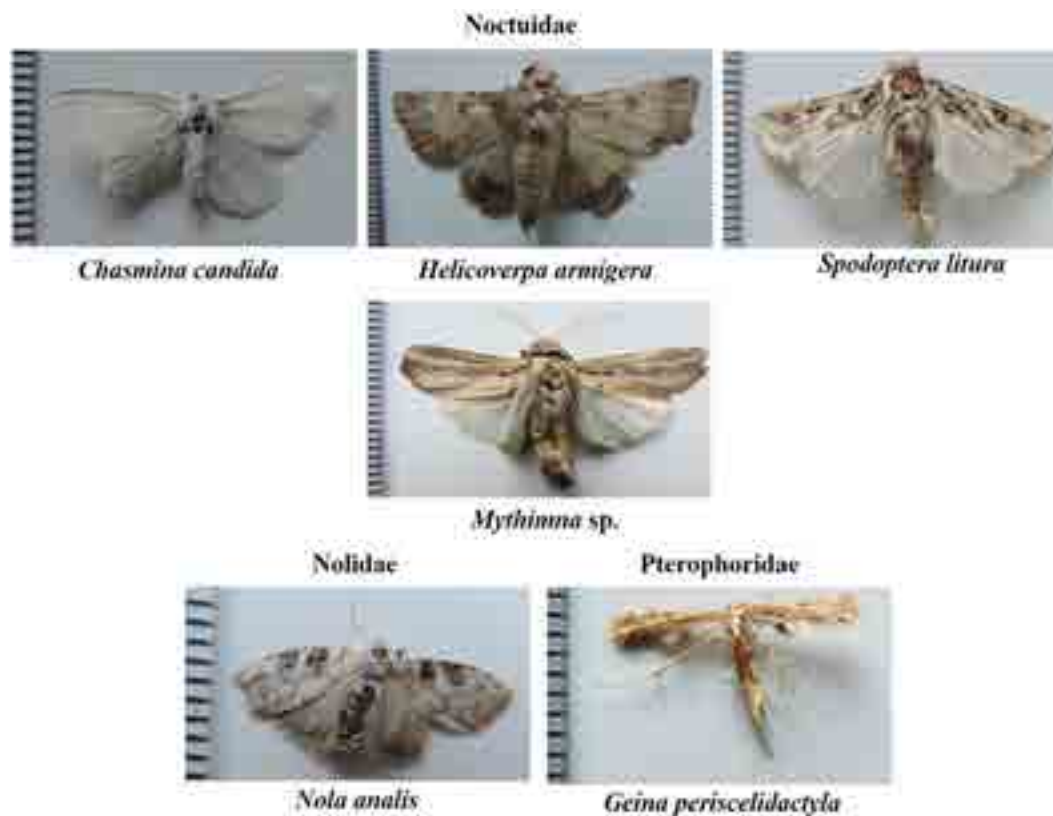 Noctuidae
Chasmina candida
Helicoverpa armigera
Spodoptera litura
Mythimna sp.
Nolidae
Pterophoridae
Nola analis
Geina periscelidactyla